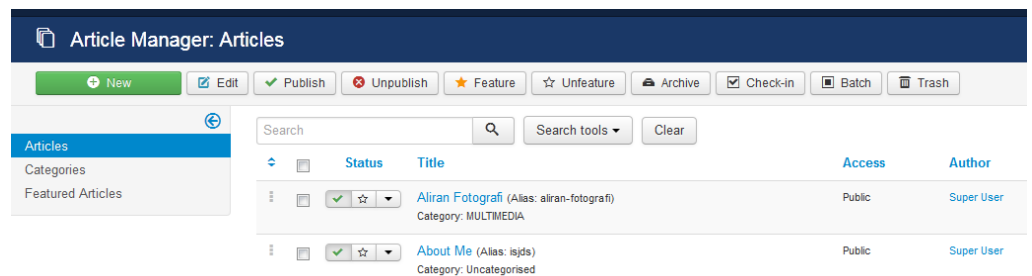 Article Manager: Articles
New Edit Publish Unpublish Feature Unfeature Archive Check-in Batch Trash
Search Search tools Clear
Articles
Categories
Featured Articles
Status Title Access Author
Aliran Fotografi (Alias: aliran-fotografi) Public Super User
Category: MULTIMEDIA
About Me (Alias: isjds) Public Super User
Category: Uncategorised